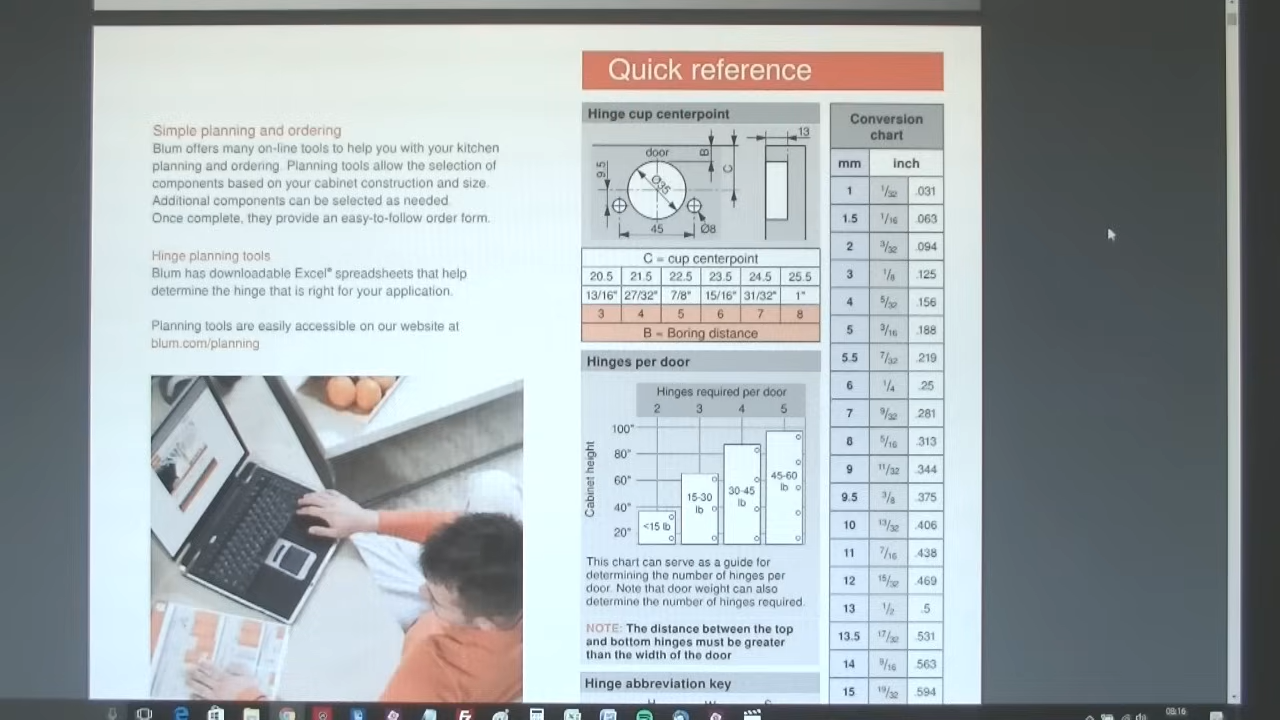 Quick reference
Simple planning and ordering
Blum offers many on-line tools to help you with your kitchen
planning and ordering. Planning tools allow the selection of
components based on your cabinet construction and size.
Additional components can be selected as needed.
Once complete, they provide an easy-to-follow order form.
Hinge planning tools
Blum has downloadable Excel® spreadsheets that help
determine the hinge that is right for your application.
Planning tools are easily accessible on our website at
blum.com/planning
Hinge cup centerpoint
door
B
C
13
9.5
Ø35
45
Ø8
C = cup centerpoint
20.5 21.5 22.5 23.5 24.5 25.5
13/16" 27/32" 7/8" 15/16" 31/32" 1"
3 4 5 6 7 8
B = Boring distance
Hinges per door
Hinges required per door
2 3 4 5
Cabinet height
100"
80"
60"
40"
20"
<15 lb
15-30
lb
30-45
lb
45-60
lb
This chart can serve as a guide for
determining the number of hinges per
door. Note that door weight can also
determine the number of hinges required.
NOTE: The distance between the top
and bottom hinges must be greater
than the width of the door
Hinge abbreviation key
Conversion
chart
mm inch
1 1/32 .031
1.5 1/16 .063
2 3/32 .094
3 1/8 .125
4 5/32 .156
5 3/16 .188
5.5 7/32 .219
6 1/4 .25
7 9/32 .281
8 5/16 .313
9 11/32 .344
9.5 3/8 .375
10 13/32 .406
11 7/16 .438
12 15/32 .469
13 1/2 .5
13.5 17/32 .531
14 9/16 .563
15 19/32 .594
08:16